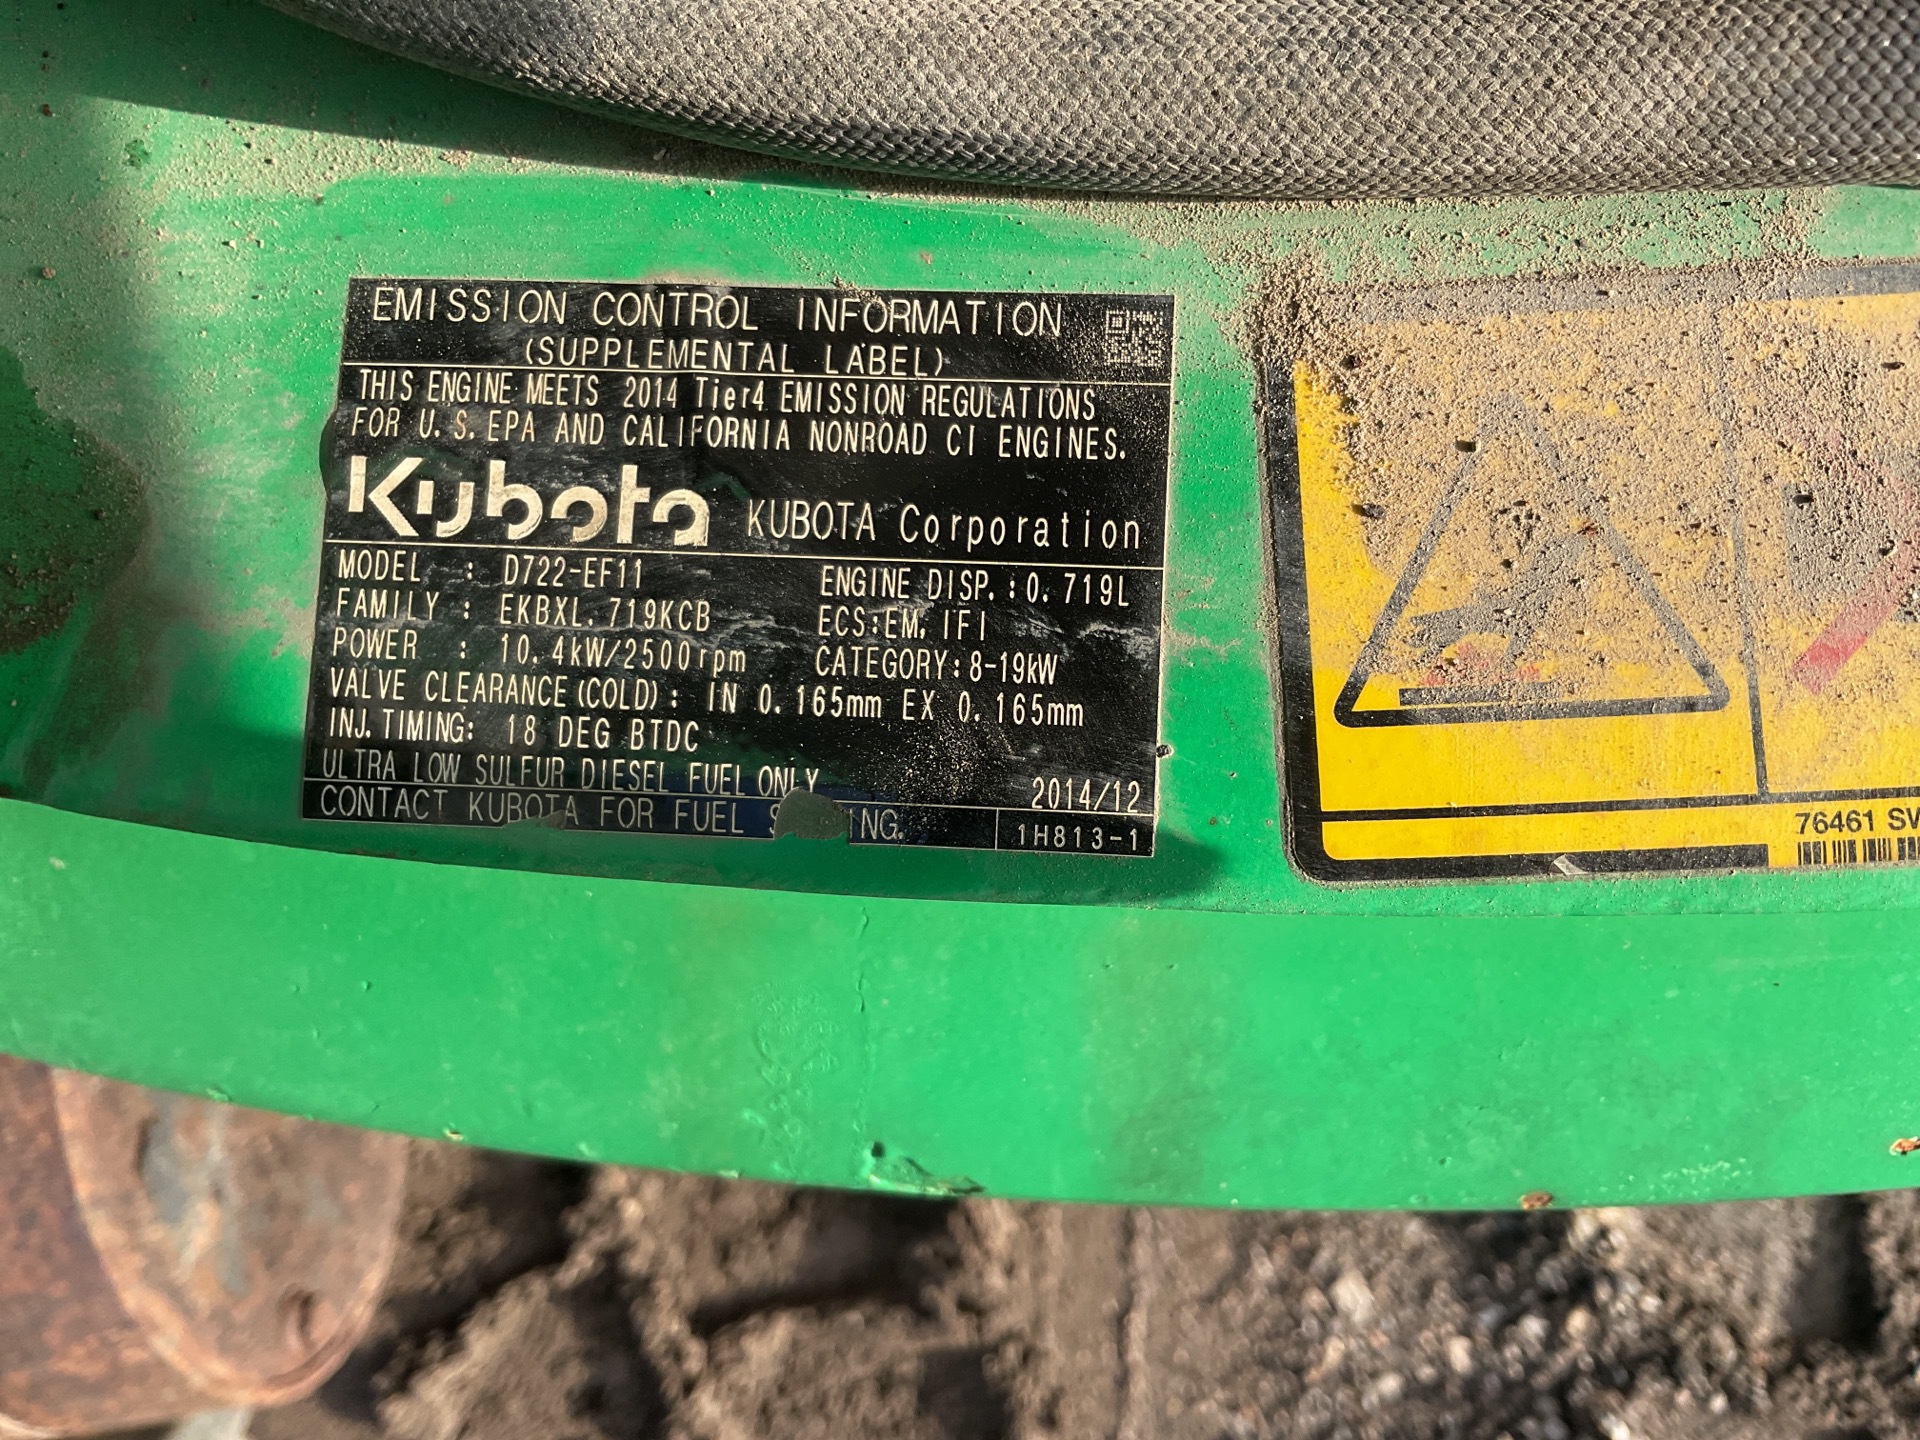 EMISSION CONTROL INFORMATION
(SUPPLEMENTAL LABEL)
THIS ENGINE MEETS 2014 Tier4 EMISSION REGULATIONS
FOR U.S. EPA AND CALIFORNIA NONROAD CI ENGINES.
Kubota KUBOTA Corporation
MODEL : D722-EF11 ENGINE DISP.:0.719L
FAMILY : EKBXL.719KCB ECS:EM, IFI
POWER : 10.4kW/2500rpm CATEGORY:8-19kW
VALVE CLEARANCE(COLD): IN 0.165mm EX 0.165mm
INJ.TIMING: 18 DEG BTDC
ULTRA LOW SULFUR DIESEL FUEL ONLY 2014/12
CONTACT KUBOTA FOR FUEL 1H813-1
76461